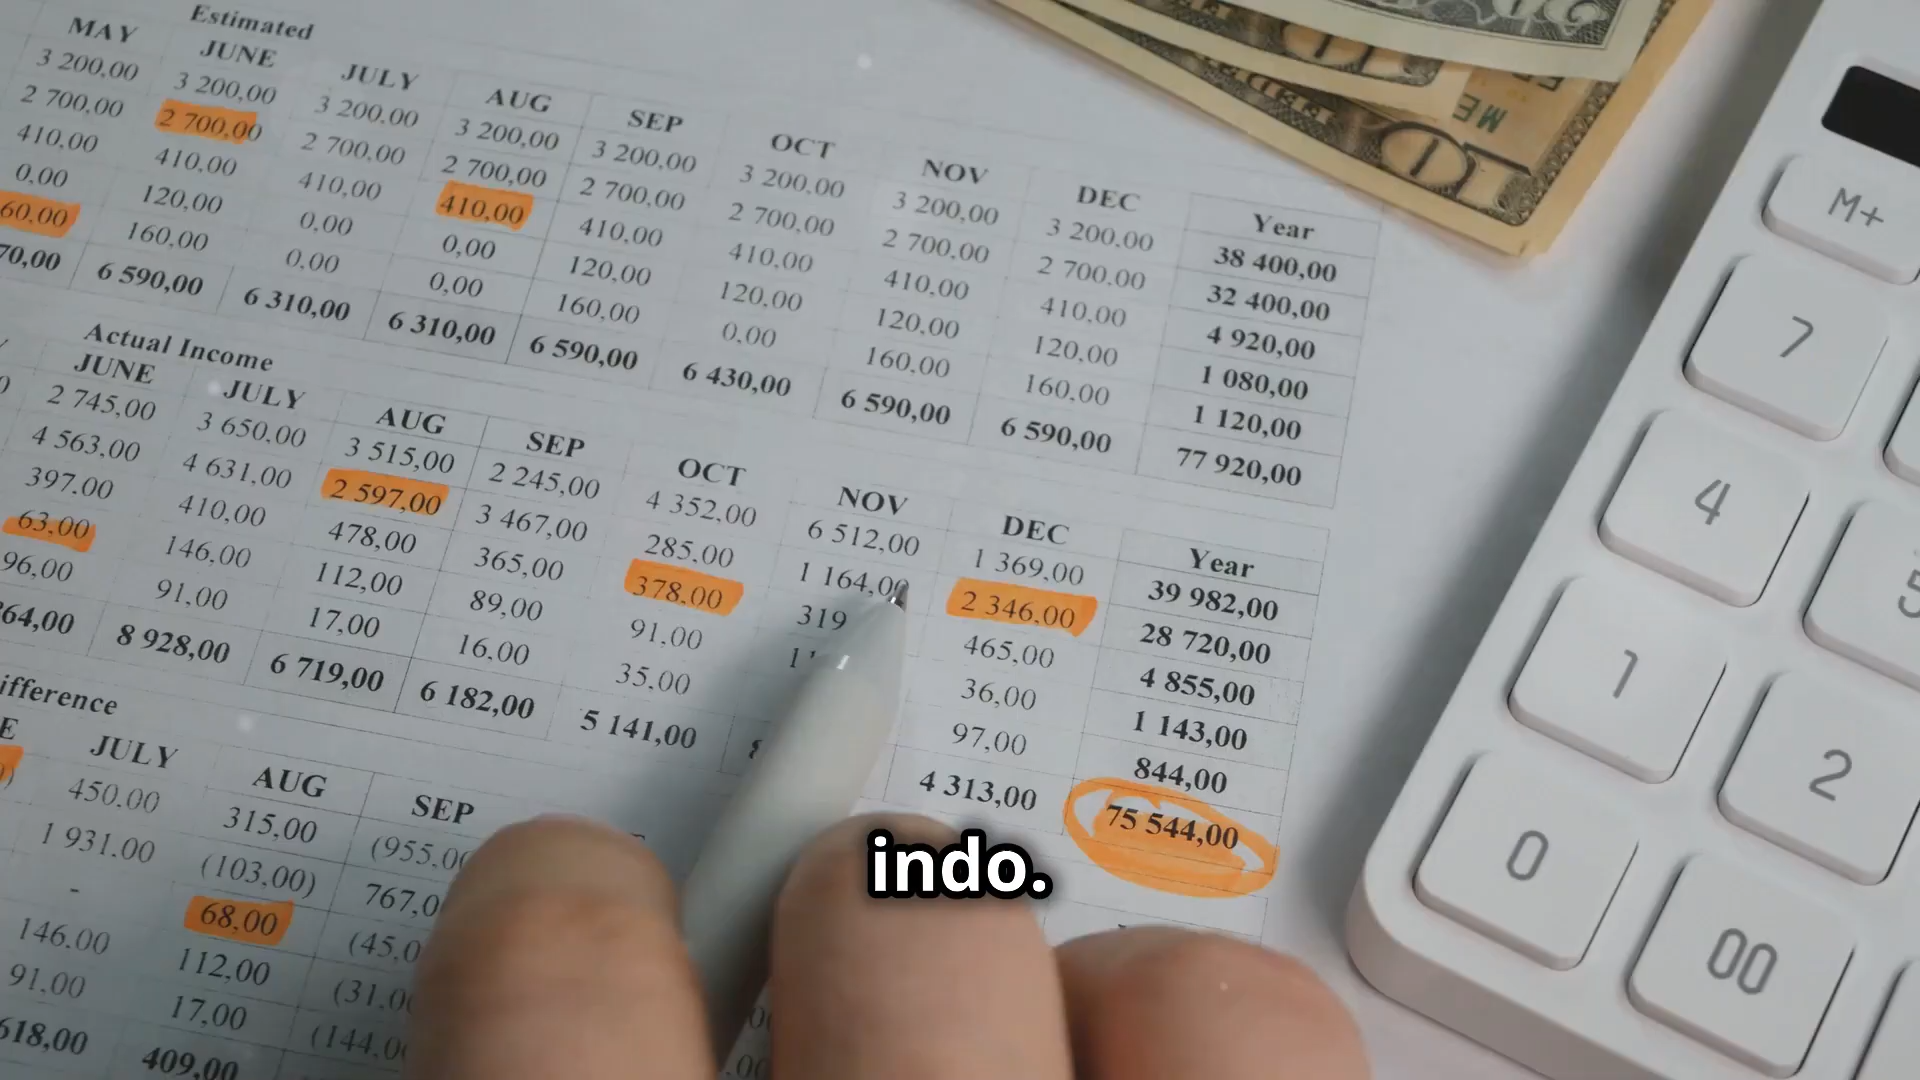 Estimated
MAY JUNE JULY AUG SEP OCT NOV DEC Year
3 200,00 3 200,00 3 200,00 3 200,00 3 200,00 3 200,00 3 200,00 3 200,00 38 400,00
2 700,00 2 700,00 2 700,00 2 700,00 2 700,00 2 700,00 2 700,00 2 700,00 32 400,00
410,00 410,00 410,00 410,00 410,00 410,00 410,00 410,00 4 920,00
0,00 120,00 0,00 0,00 120,00 120,00 120,00 120,00 1 080,00
60,00 160,00 0,00 0,00 160,00 0,00 160,00 160,00 1 120,00
70,00 6 590,00 6 310,00 6 310,00 6 590,00 6 430,00 6 590,00 6 590,00 77 920,00
Actual Income
JUNE JULY AUG SEP OCT NOV DEC Year
2 745,00 3 650,00 3 515,00 2 245,00 4 352,00 6 512,00 1 369,00 39 982,00
4 563,00 4 631,00 2 597,00 3 467,00 285,00 1 164,00 2 346,00 28 720,00
397,00 410,00 478,00 365,00 378,00 319 465,00 4 855,00
63,00 146,00 112,00 89,00 91,00 36,00 1 143,00
96,00 91,00 17,00 16,00 35,00 97,00 844,00
64,00 8 928,00 6 719,00 6 182,00 5 141,00 4 313,00 75 544,00
ifference
E JULY AUG SEP
450,00 315,00 (955,00
1 931,00 (103,00) 767,0
- 68,00 (45,0
146,00 112,00 (31,00
91,00 17,00 (144,00
618,00 409,00
M+
7
4
1 2
0 00
indo.